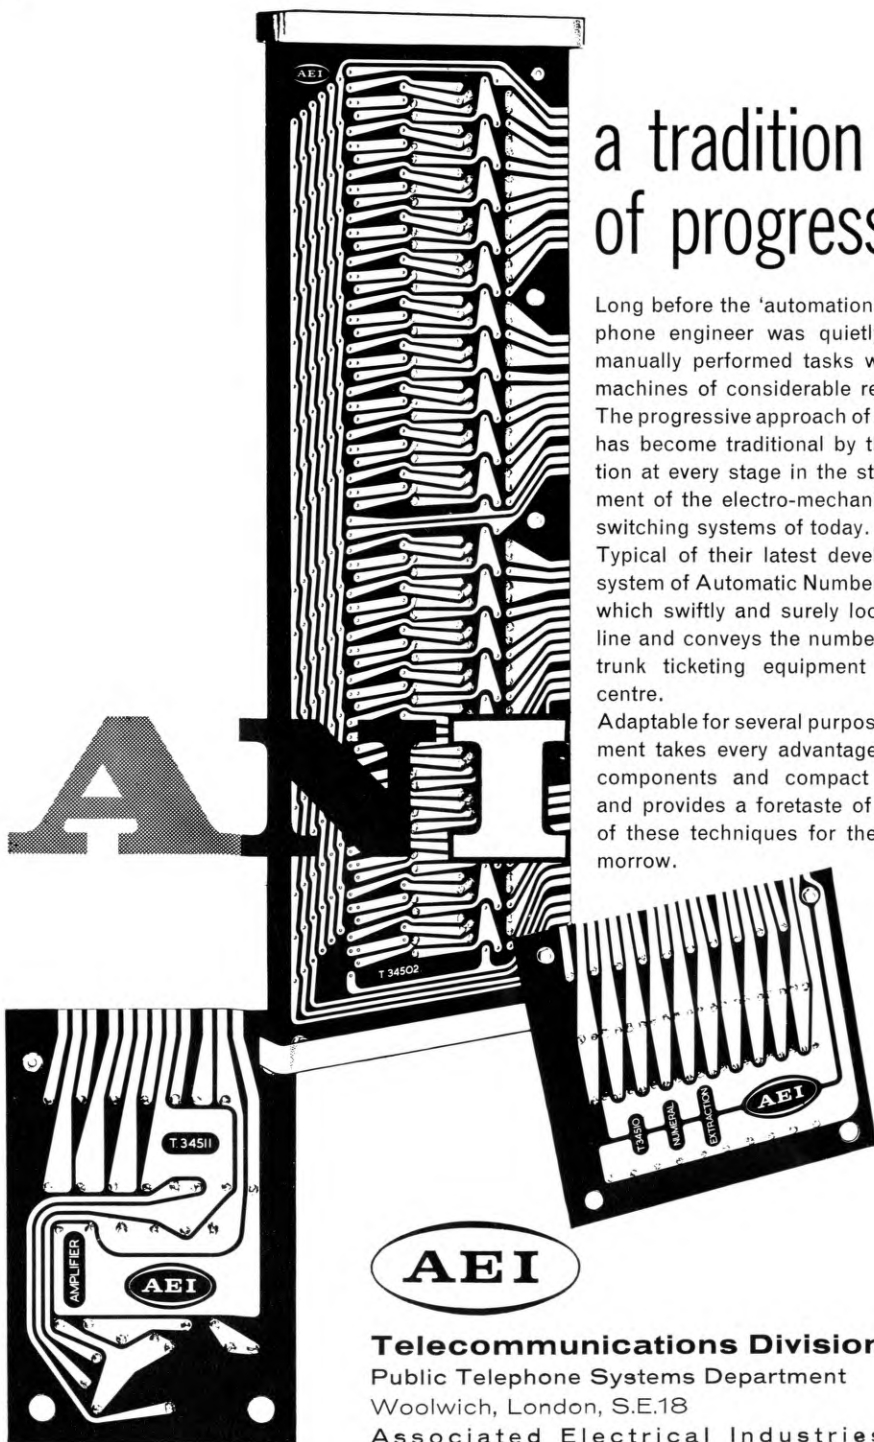 AEI
a tradition
of progress
Long before the 'automation
phone engineer was quietl
manually performed tasks w
machines of considerable re
The progressive approach of
has become traditional by t
tion at every stage in the st
ment of the electro-mechan
switching systems of today.
Typical of their latest devel
system of Automatic Numbe
which swiftly and surely loc
line and conveys the numbe
trunk ticketing equipment
centre.
Adaptable for several purpos
ment takes every advantage
components and compact
and provides a foretaste of
of these techniques for the
morrow.
ANI
T 34502
T34510
NUMERAL
EXTRACTION
AEI
T.34511
AMPLIFIER
AEI
AEI
Telecommunications Division
Public Telephone Systems Department
Woolwich, London, S.E.18
Associated Electrical Industries